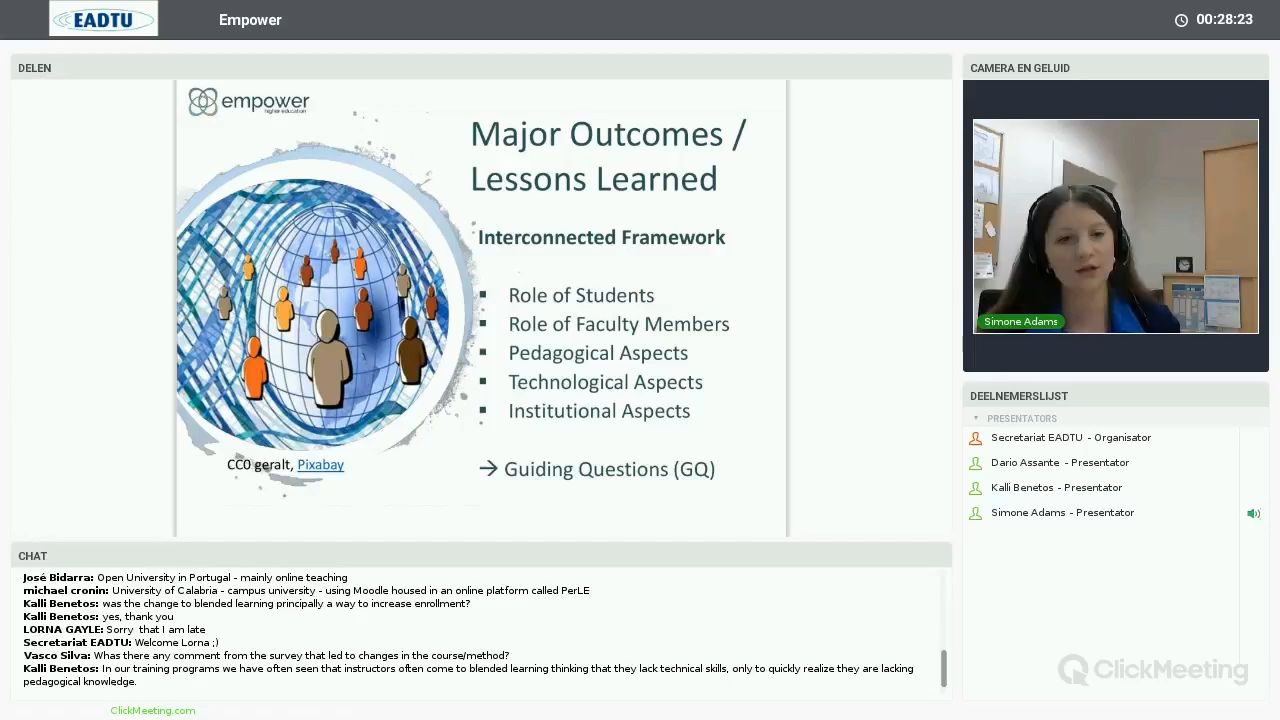 EADTU
Empower
00:28:23
DELEN
empower
higher education
Major Outcomes /
Lessons Learned
Interconnected Framework
▪ Role of Students
▪ Role of Faculty Members
▪ Pedagogical Aspects
▪ Technological Aspects
▪ Institutional Aspects
→ Guiding Questions (GQ)
CC0 geralt, Pixabay
CAMERA EN GELUID
Simone Adams
DEELNEMERSLIJST
PRESENTATORS
Secretariat EADTU - Organisator
Dario Assante - Presentator
Kalli Benetos - Presentator
Simone Adams - Presentator
CHAT
José Bidarra: Open University in Portugal - mainly online teaching
michael cronin: University of Calabria - campus university - using Moodle housed in an online platform called PerLE
Kalli Benetos: was the change to blended learning principally a way to increase enrollment?
Kalli Benetos: yes, thank you
LORNA GAYLE: Sorry that I am late
Secretariat EADTU: Welcome Lorna ;)
Vasco Silva: Whas there any comment from the survey that led to changes in the course/method?
Kalli Benetos: In our training programs we have often seen that instructors often come to blended learning thinking that they lack technical skills, only to quickly realize they are lacking
pedagogical knowledge.
ClickMeeting
ClickMeeting.com